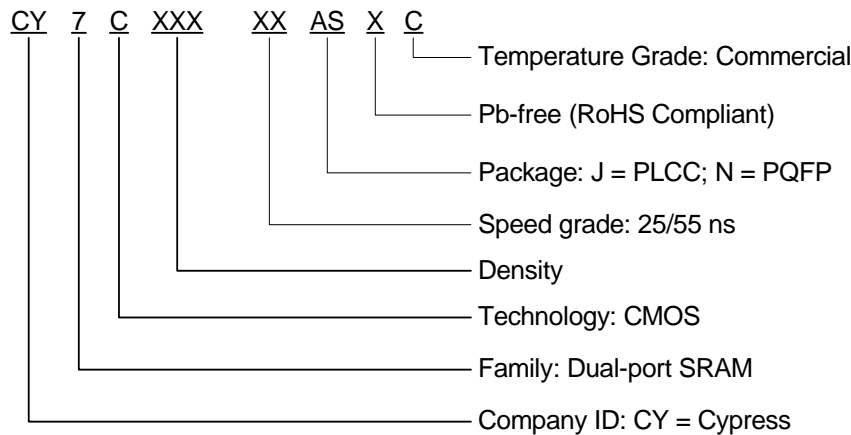 CY 7 C XXX XX AS X C
Temperature Grade: Commercial
Pb-free (RoHS Compliant)
Package: J = PLCC; N = PQFP
Speed grade: 25/55 ns
Density
Technology: CMOS
Family: Dual-port SRAM
Company ID: CY = Cypress